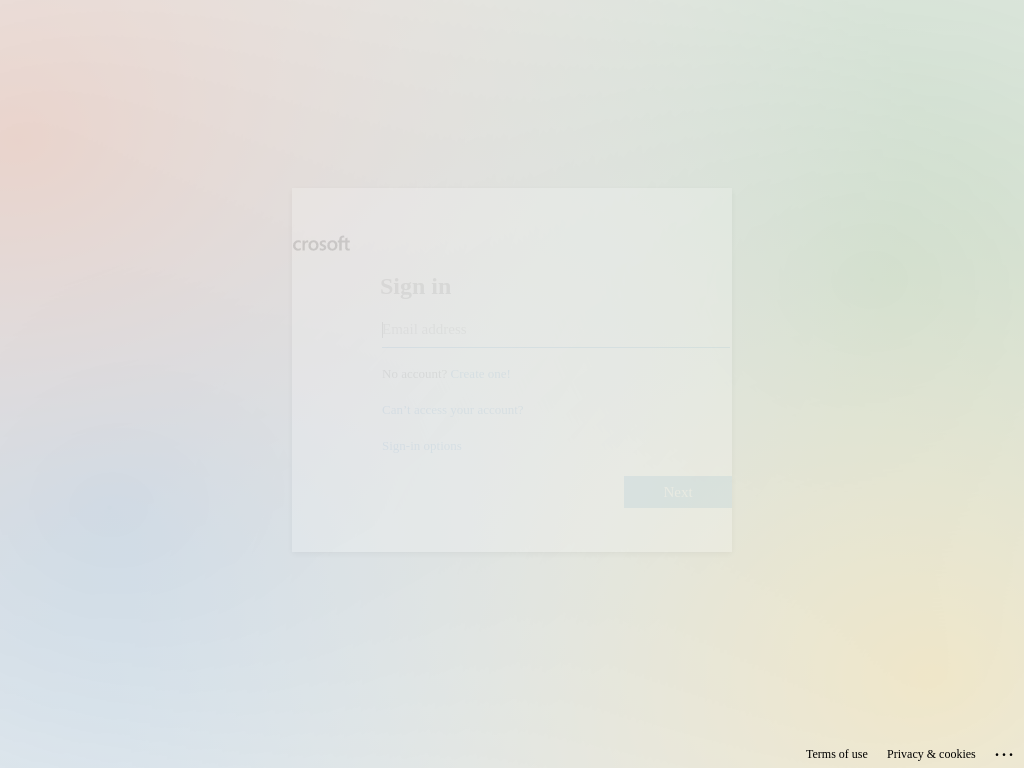 crosoft
Sign in
Email address
No account? Create one!
Can't access your account?
Sign-in options
Next
Terms of use Privacy & cookies ...